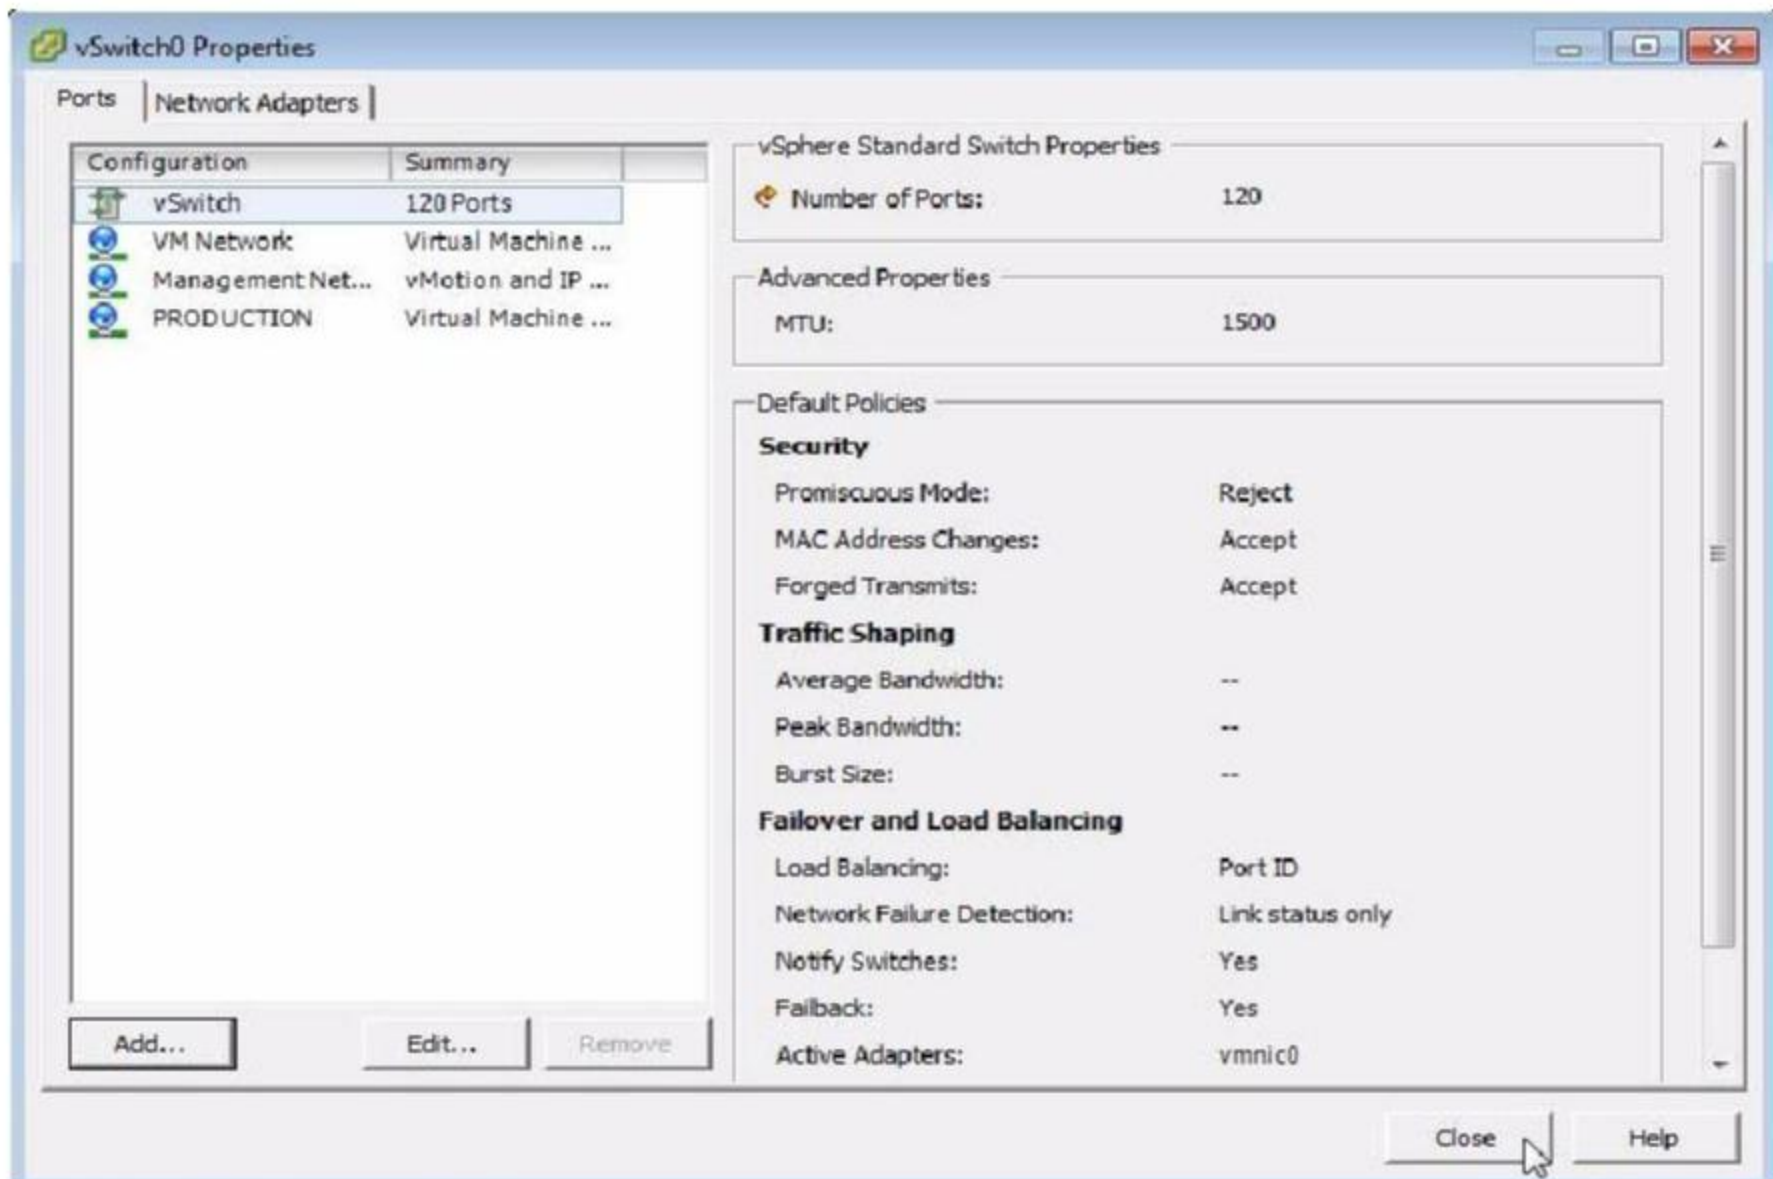 vSwitch0 Properties
Ports Network Adapters
Configuration Summary
vSwitch 120 Ports
VM Network Virtual Machine ...
Management Net... vMotion and IP ...
PRODUCTION Virtual Machine ...
Add... Edit... Remove
vSphere Standard Switch Properties
Number of Ports: 120
Advanced Properties
MTU: 1500
Default Policies
Security
Promiscuous Mode: Reject
MAC Address Changes: Accept
Forged Transmits: Accept
Traffic Shaping
Average Bandwidth: --
Peak Bandwidth: --
Burst Size: --
Failover and Load Balancing
Load Balancing: Port ID
Network Failure Detection: Link status only
Notify Switches: Yes
Failback: Yes
Active Adapters: vmnic0
Close Help